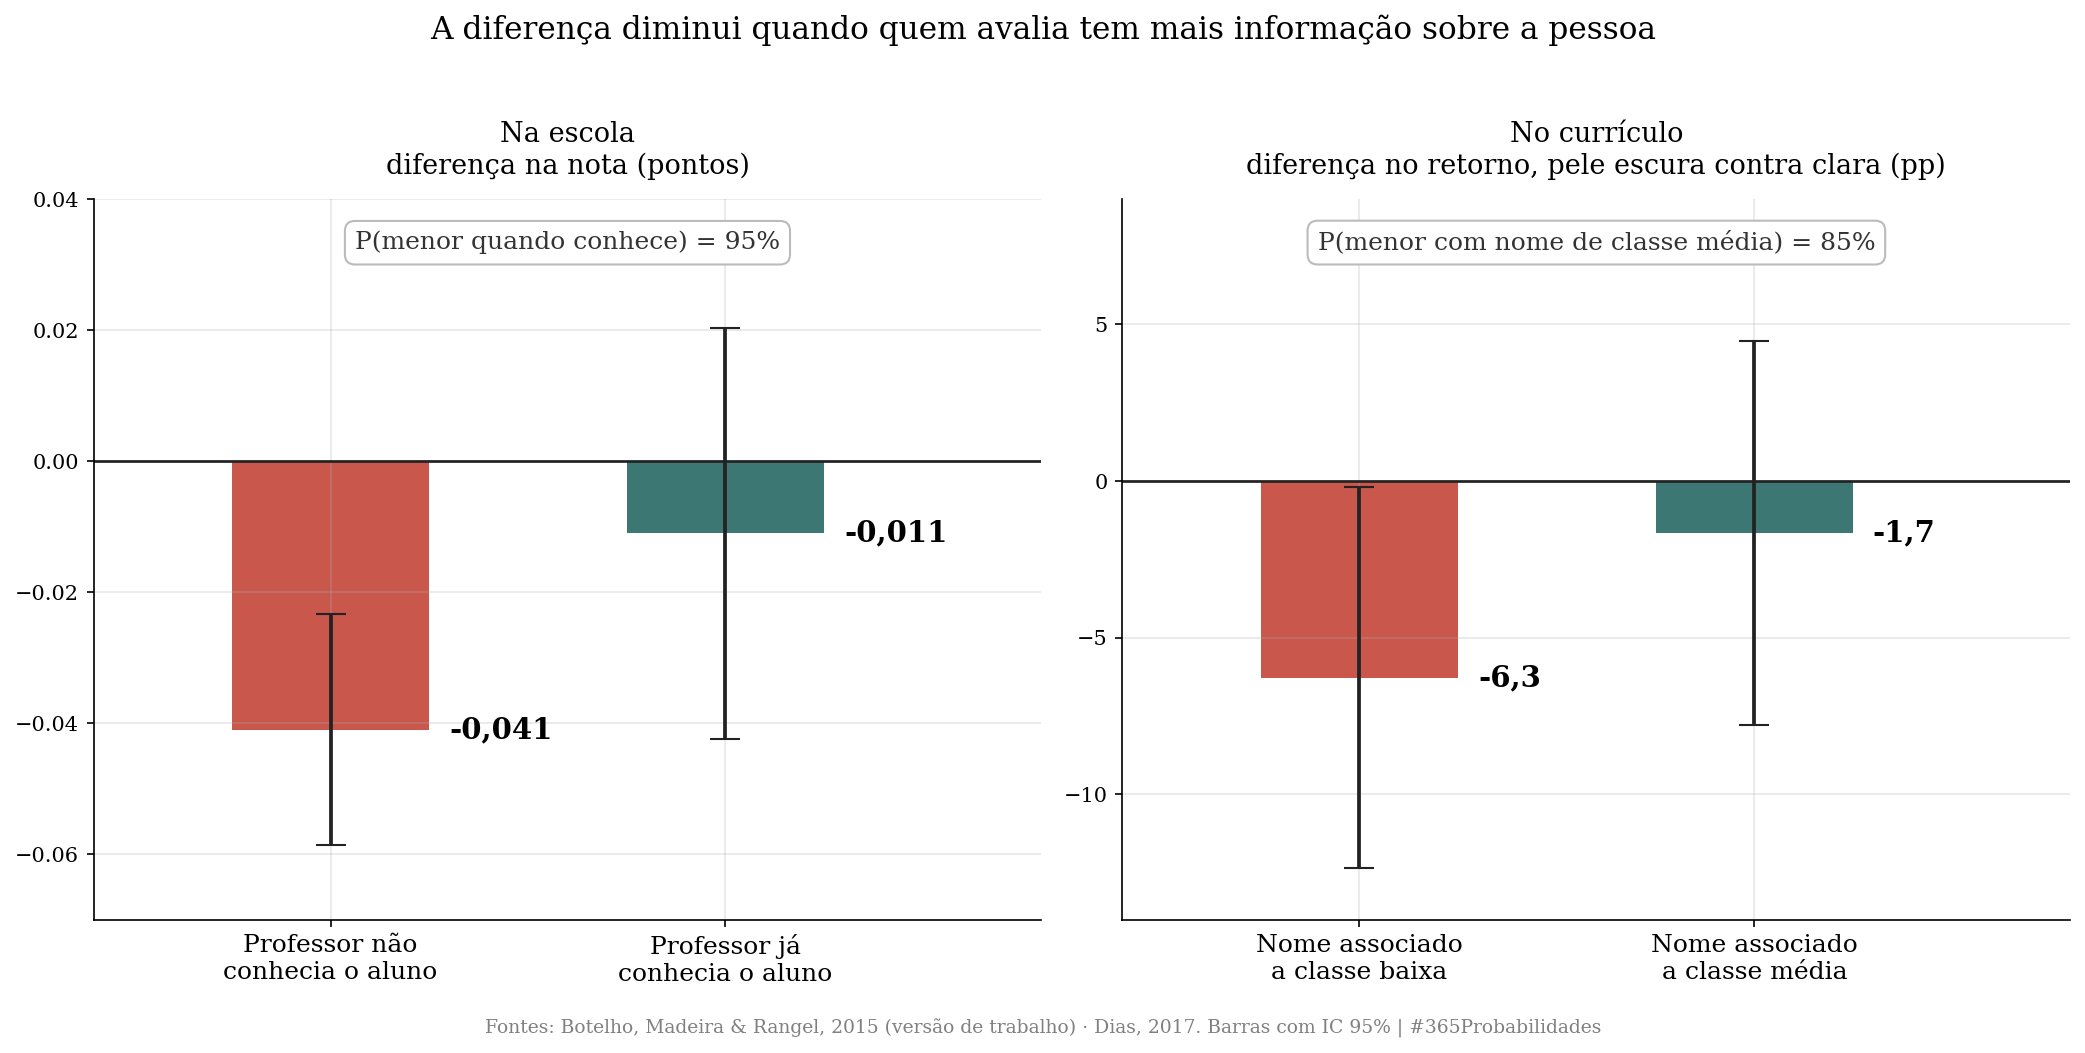 A diferença diminui quando quem avalia tem mais informação sobre a pessoa
Na escola
diferença na nota (pontos)
P(menor quando conhece) = 95%
0.04
0.02
0.00
−0.02
−0.04
−0.06
-0,041
-0,011
Professor não
conhecia o aluno
Professor já
conhecia o aluno
No currículo
diferença no retorno, pele escura contra clara (pp)
P(menor com nome de classe média) = 85%
5
0
−5
−10
-6,3
-1,7
Nome associado
a classe baixa
Nome associado
a classe média
Fontes: Botelho, Madeira & Rangel, 2015 (versão de trabalho) · Dias, 2017. Barras com IC 95% | #365Probabilidades